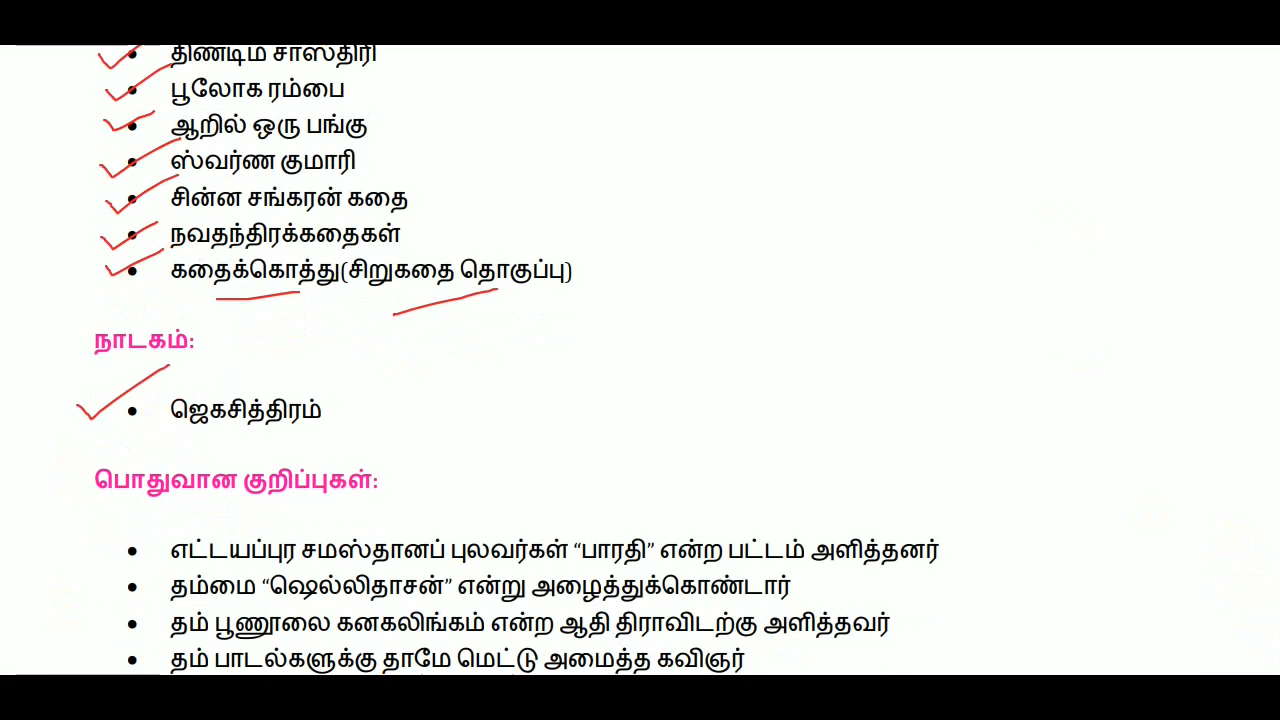 திண்டிம சாஸ்திரி
பூலோக ரம்பை
ஆறில் ஒரு பங்கு
ஸ்வர்ண குமாரி
சின்ன சங்கரன் கதை
நவதந்திரக்கதைகள்
கதைக்கொத்து(சிறுகதை தொகுப்பு)
நாடகம்:
ஜெகசித்திரம்
பொதுவான குறிப்புகள்:
எட்டயப்புர சமஸ்தானப் புலவர்கள் “பாரதி” என்ற பட்டம் அளித்தனர்
தம்மை “ஷெல்லிதாசன்” என்று அழைத்துக்கொண்டார்
தம் பூணூலை கனகலிங்கம் என்ற ஆதி திராவிடற்கு அளித்தவர்
தம் பாடல்களுக்கு தாமே மெட்டு அமைத்த கவிஞர்